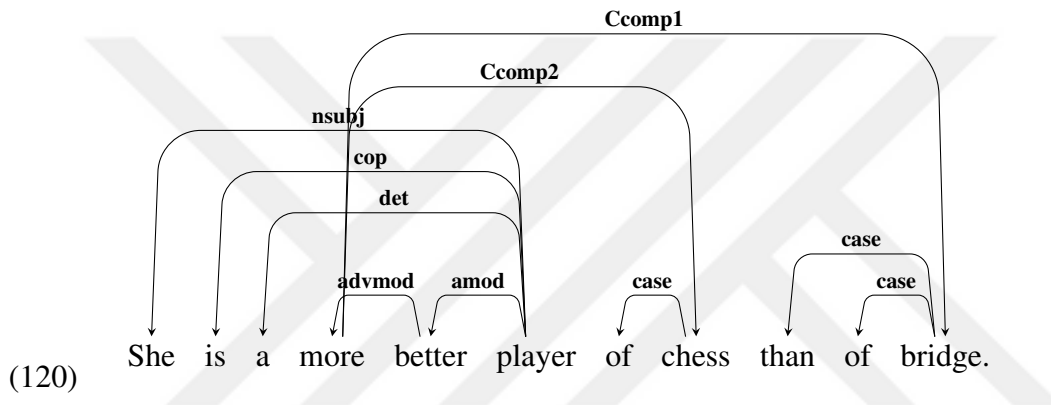 Ccomp1
Ccomp2
nsubj
cop
det
case
advmod amod case case
She is a more better player of chess than of bridge.
(120)